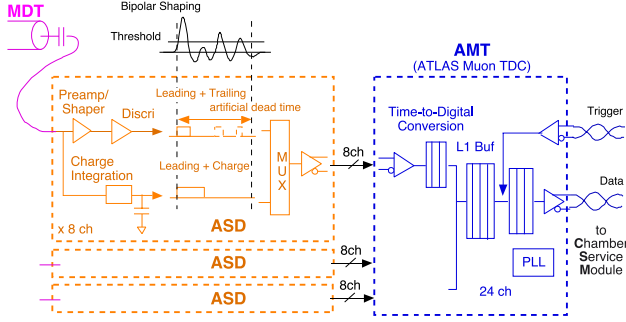 MDT
Bipolar Shaping
Threshold
AMT
(ATLAS Muon TDC)
Preamp/
Shaper
Discri
Leading + Trailing
artificial dead time
Charge
Integration
Leading + Charge
MUX
x 8 ch
ASD
8ch
Time-to-Digital
Conversion
L1 Buf
Trigger
Data
to
Chamber
Service
Module
PLL
24 ch
ASD
8ch
ASD
8ch